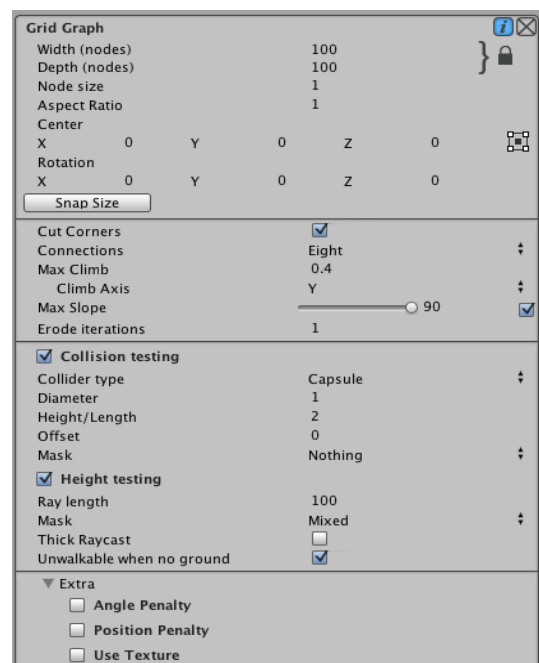 Grid Graph
Width (nodes) 100
Depth (nodes) 100
Node size 1
Aspect Ratio 1
Center
X 0 Y 0 Z 0
Rotation
X 0 Y 0 Z 0
Snap Size
Cut Corners
Connections Eight
Max Climb 0.4
Climb Axis Y
Max Slope 90
Erode iterations 1
Collision testing
Collider type Capsule
Diameter 1
Height/Length 2
Offset 0
Mask Nothing
Height testing
Ray length 100
Mask Mixed
Thick Raycast
Unwalkable when no ground
Extra
Angle Penalty
Position Penalty
Use Texture